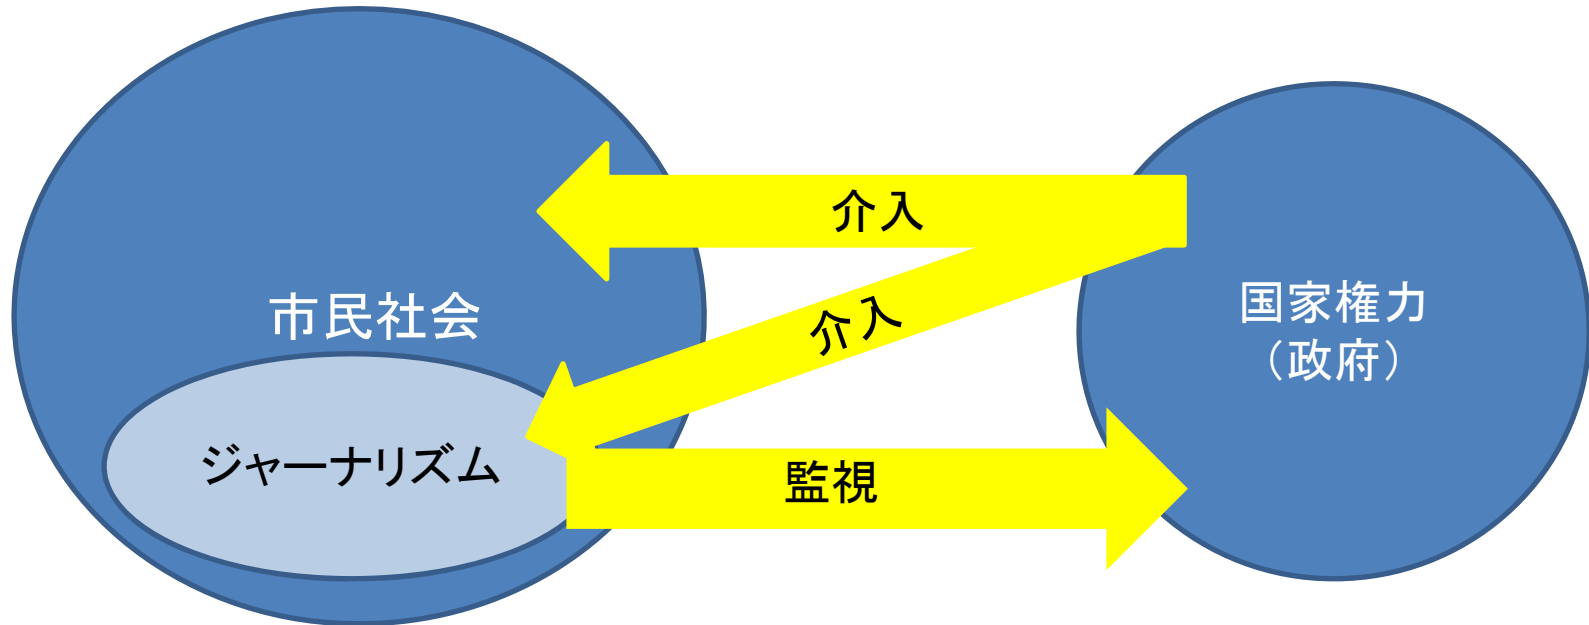 介入
市民社会
介入
国家権力
（政府）
ジャーナリズム
監視